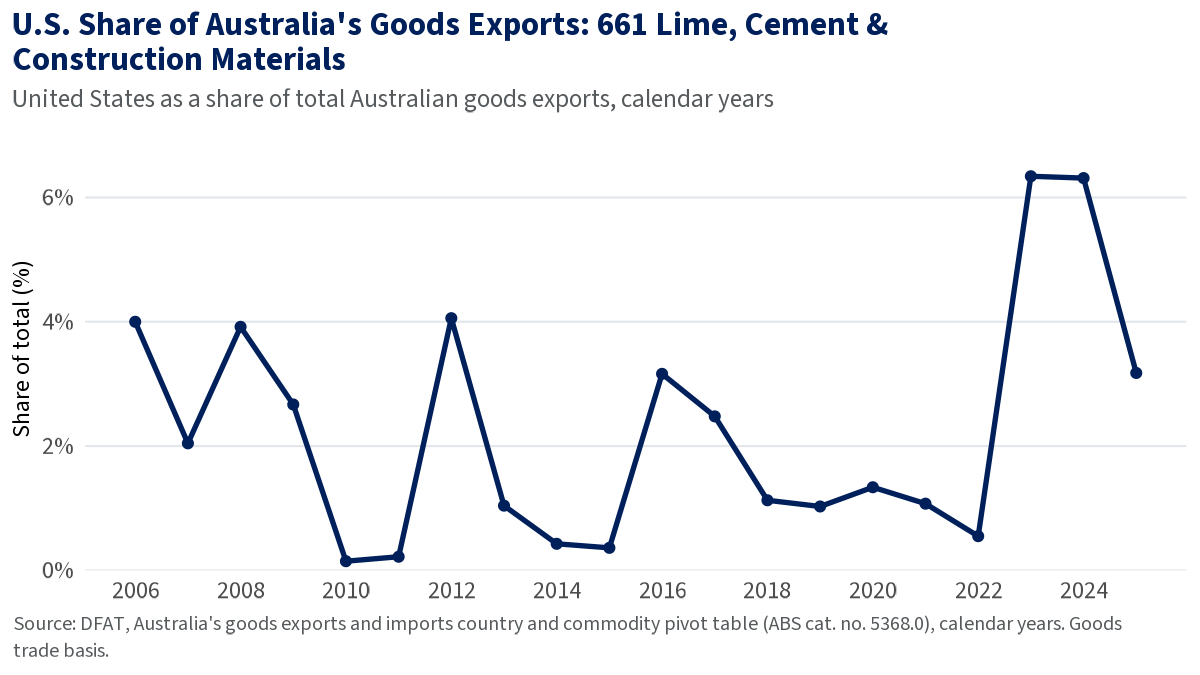 U.S. Share of Australia's Goods Exports: 661 Lime, Cement &
Construction Materials
United States as a share of total Australian goods exports, calendar years
Share of total (%)
6%
4%
2%
0%
2006 2008 2010 2012 2014 2016 2018 2020 2022 2024
Source: DFAT, Australia's goods exports and imports country and commodity pivot table (ABS cat. no. 5368.0), calendar years. Goods
trade basis.